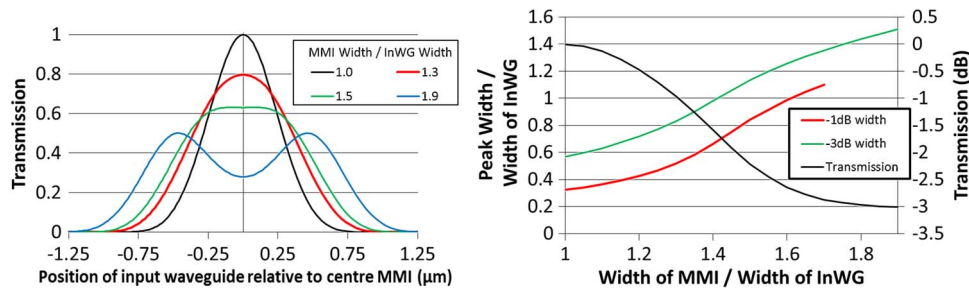 Transmission
1
0.8
0.6
0.4
0.2
0
MMI Width / InWG Width
1.0 1.3
1.5 1.9
-1.25 -0.75 -0.25 0.25 0.75 1.25
Position of input waveguide relative to centre MMI (µm)
Peak Width /
Width of InWG
1.6
1.4
1.2
1
0.8
0.6
0.4
0.2
0
-1dB width
-3dB width
Transmission
0.5
0
-0.5
-1
-1.5
-2
-2.5
-3
-3.5
Transmission (dB)
1 1.2 1.4 1.6 1.8
Width of MMI / Width of InWG